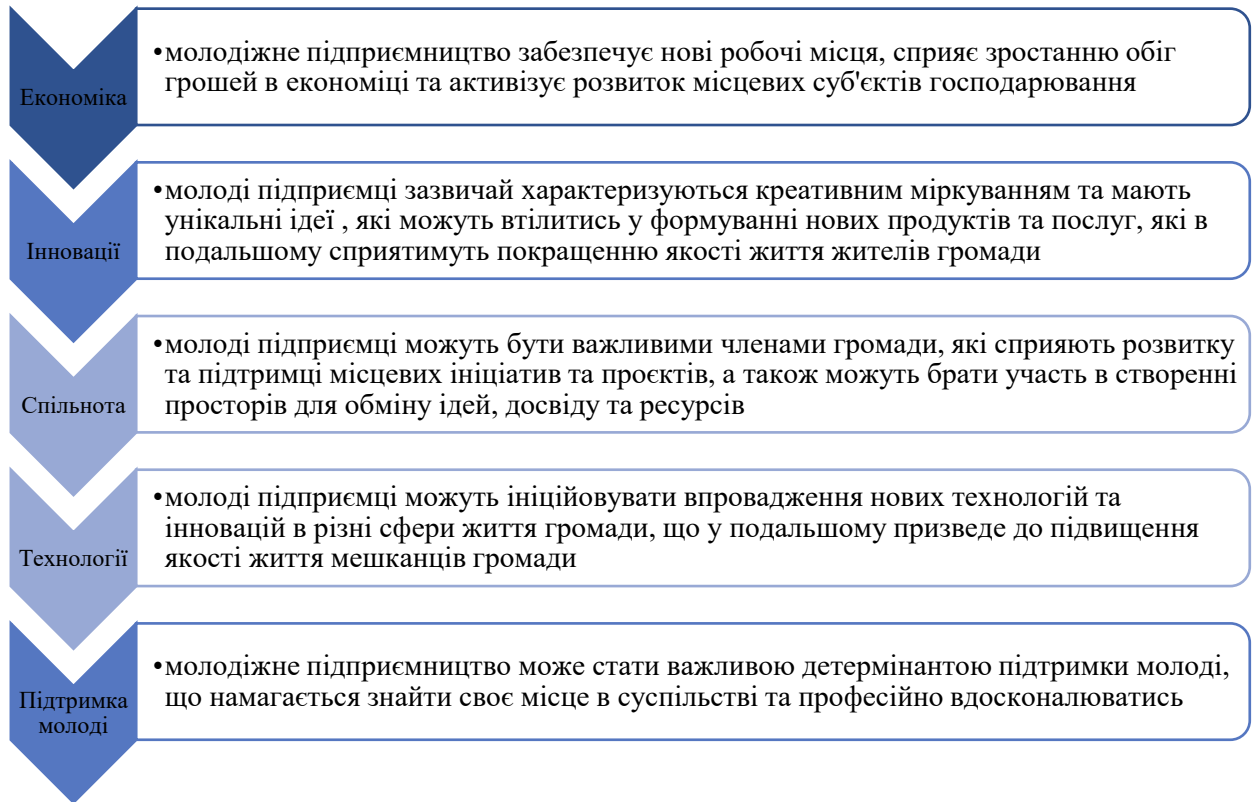 Економіка
•молодіжне підприємництво забезпечує нові робочі місця, сприяє зростанню обіг
грошей в економіці та активізує розвиток місцевих суб'єктів господарювання
Інновації
•молоді підприємці зазвичай характеризуються креативним міркуванням та мають
унікальні ідеї , які можуть втілитись у формуванні нових продуктів та послуг, які в
подальшому сприятимуть покращенню якості життя жителів громади
Спільнота
•молоді підприємці можуть бути важливими членами громади, які сприяють розвитку
та підтримці місцевих ініціатив та проєктів, а також можуть брати участь в створенні
просторів для обміну ідей, досвіду та ресурсів
Технології
•молоді підприємці можуть ініційовувати впровадження нових технологій та
інновацій в різні сфери життя громади, що у подальшому призведе до підвищення
якості життя мешканців громади
Підтримка
молоді
•молодіжне підприємництво може стати важливою детермінантою підтримки молоді,
що намагається знайти своє місце в суспільстві та професійно вдосконалюватись